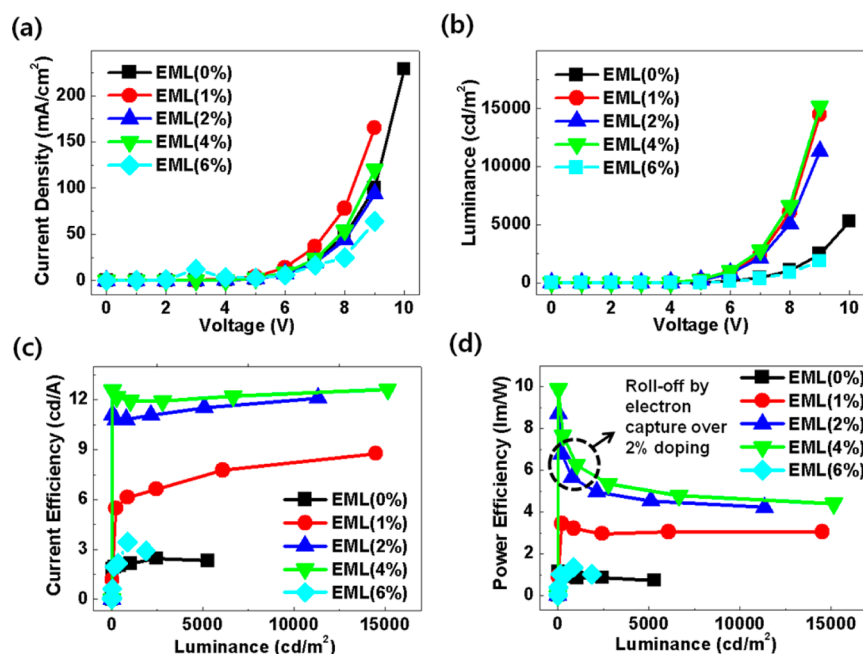 (a)
EML(0%)
EML(1%)
EML(2%)
EML(4%)
EML(6%)
Current Density (mA/cm²)
200
150
100
50
0
0 2 4 6 8 10
Voltage (V)
(b)
EML(0%)
EML(1%)
EML(2%)
EML(4%)
EML(6%)
Luminance (cd/m²)
15000
10000
5000
0
0 2 4 6 8 10
Voltage (V)
(c)
Current Efficiency (cd/A)
12
9
6
3
0
EML(0%)
EML(1%)
EML(2%)
EML(4%)
EML(6%)
0 5000 10000 15000
Luminance (cd/m²)
(d)
Power Efficiency (lm/W)
10
8
6
4
2
0
Roll-off by
electron
capture over
2% doping
EML(0%)
EML(1%)
EML(2%)
EML(4%)
EML(6%)
0 5000 10000 15000
Luminance (cd/m²)